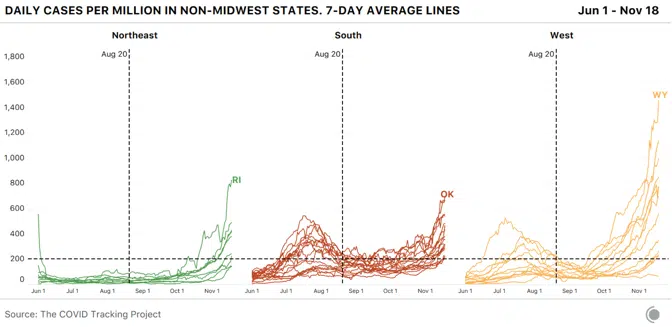 DAILY CASES PER MILLION IN NON-MIDWEST STATES. 7-DAY AVERAGE LINES Jun 1 - Nov 18
Northeast South West
Aug 20 Aug 20 Aug 20
1,800
1,600
1,400
WY
1,200
1,000
800
RI
OK
600
400
200
0
Jun 1 Jul 1 Aug 1 Sep 1 Oct 1 Nov 1 Jun 1 Jul 1 Aug 1 Sep 1 Oct 1 Nov 1 Jun 1 Jul 1 Aug 1 Sep 1 Oct 1 Nov 1
Source: The COVID Tracking Project